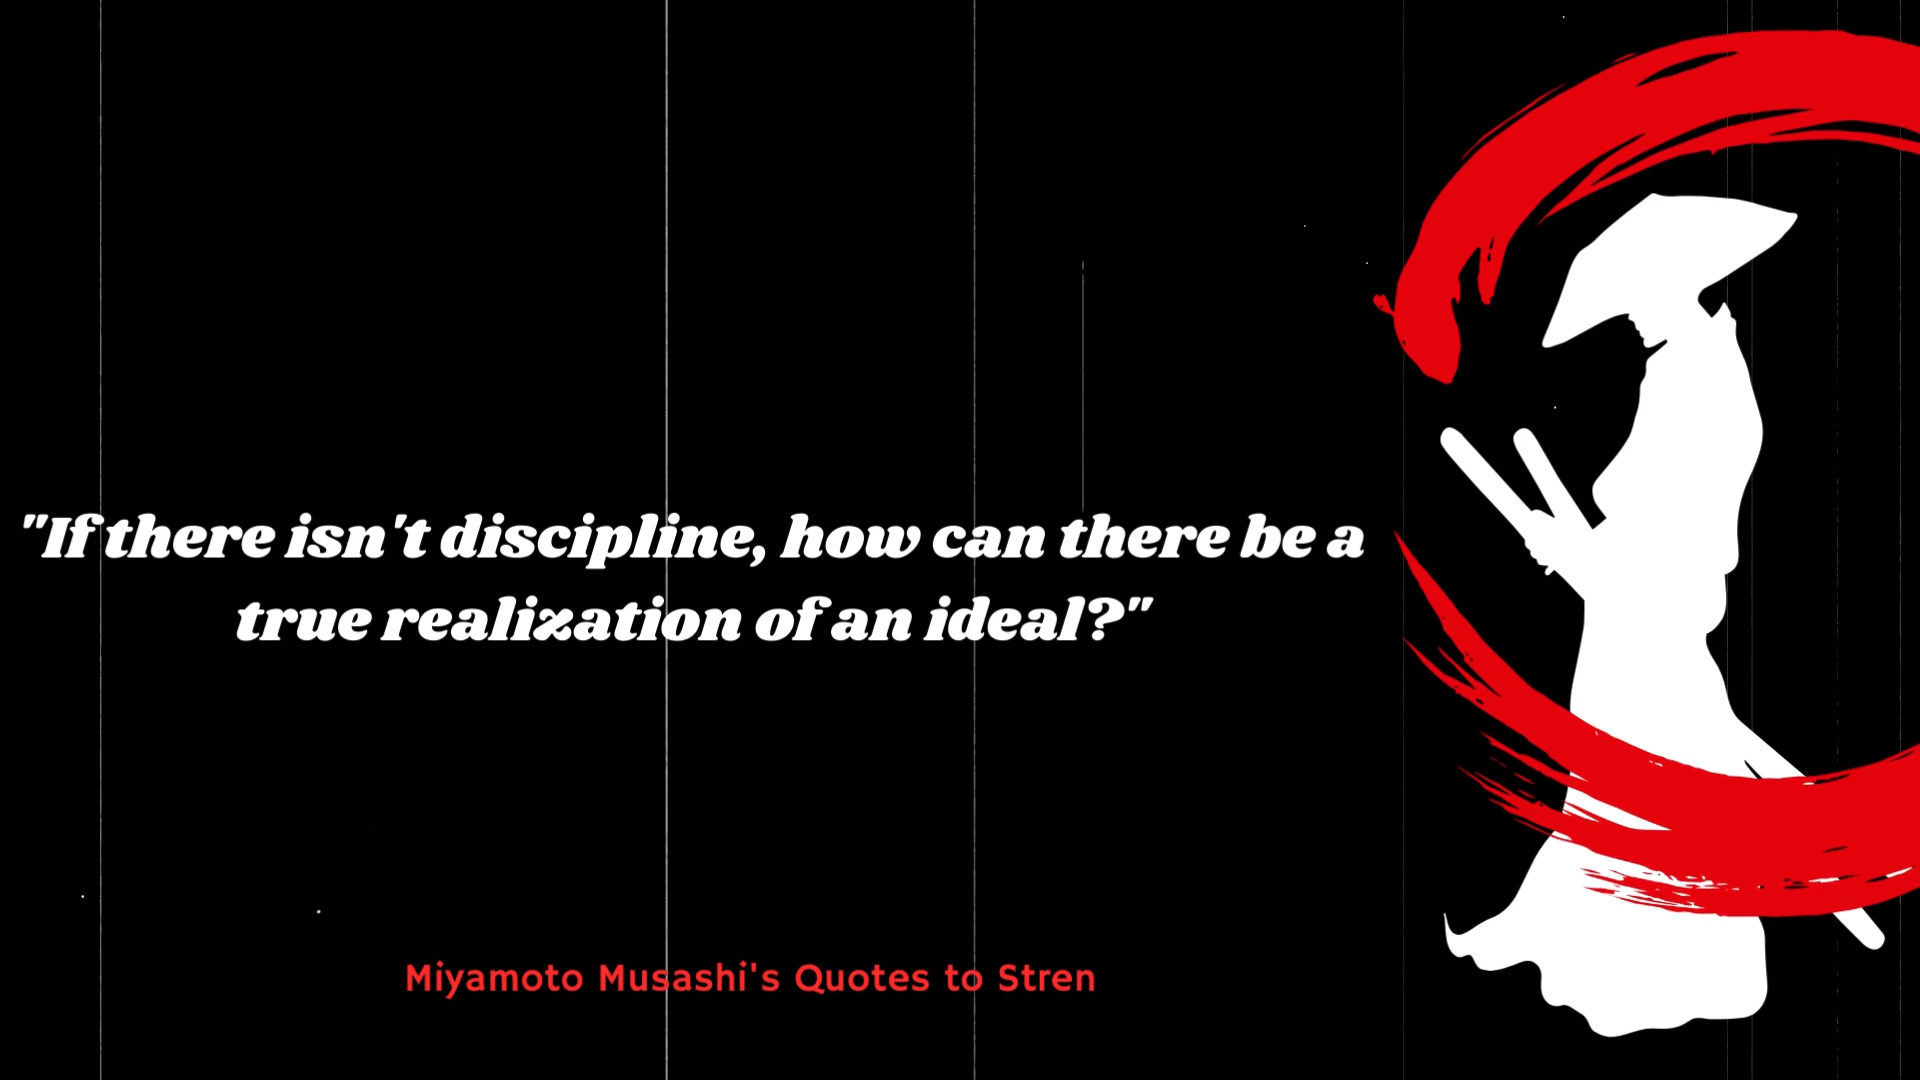 "If there isn't discipline, how can there be a
true realization of an ideal?"
Miyamoto Musashi's Quotes to Stren